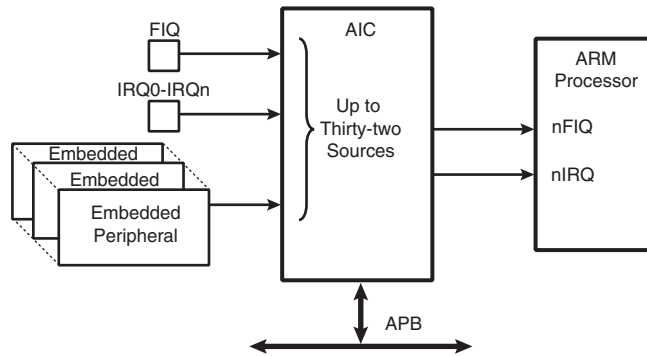 FIQ
IRQ0-IRQn
Embedded
Embedded
Embedded
Peripheral
AIC
Up to
Thirty-two
Sources
ARM
Processor
nFIQ
nIRQ
APB